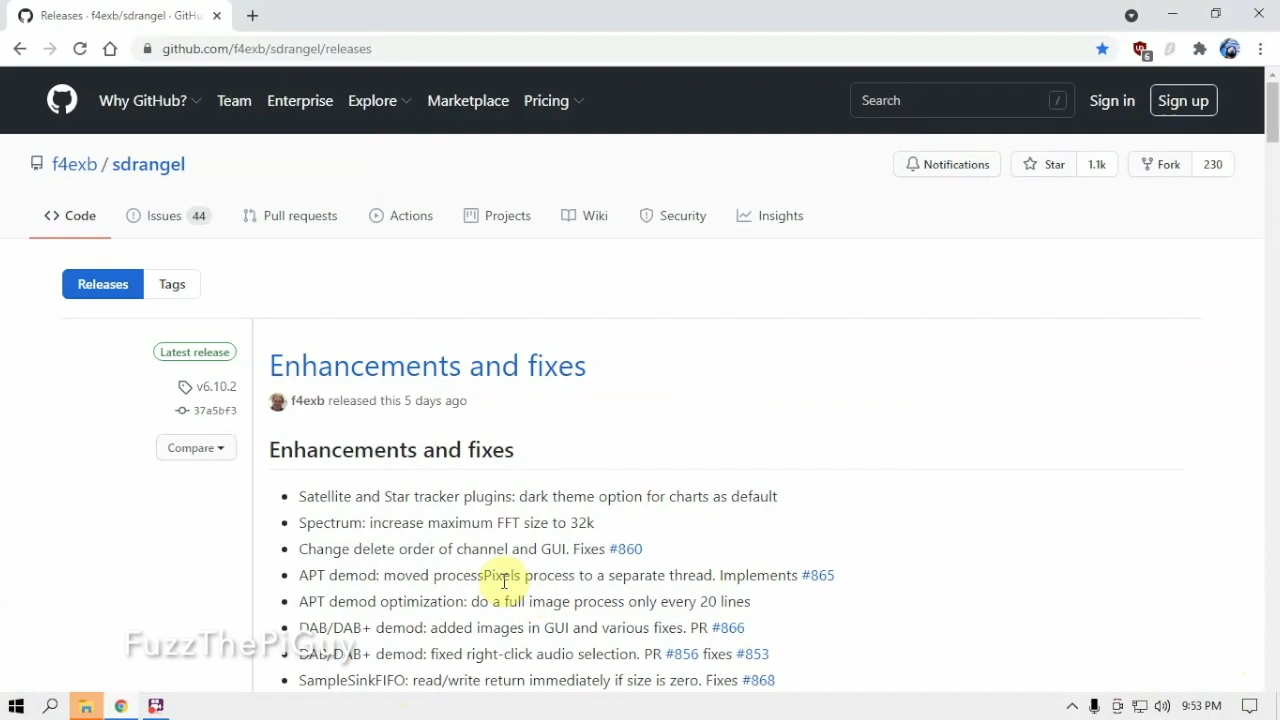 Releases · f4exb/sdrangel · GitHu
github.com/f4exb/sdrangel/releases
6
Why GitHub? Team Enterprise Explore Marketplace Pricing Search / Sign in Sign up
f4exb / sdrangel
Notifications Star 1.1k Fork 230
Code Issues 44 Pull requests Actions Projects Wiki Security Insights
Releases Tags
Latest release
v6.10.2
37a5bf3
Compare
Enhancements and fixes
f4exb released this 5 days ago
Enhancements and fixes
• Satellite and Star tracker plugins: dark theme option for charts as default
• Spectrum: increase maximum FFT size to 32k
• Change delete order of channel and GUI. Fixes #860
• APT demod: moved processPixels process to a separate thread. Implements #865
• APT demod optimization: do a full image process only every 20 lines
• DAB/DAB+ demod: added images in GUI and various fixes. PR #866
• DAB/DAB+ demod: fixed right-click audio selection. PR #856 fixes #853
• SampleSinkFIFO: read/write return immediately if size is zero. Fixes #868
FuzzThePiGuy
9:53 PM